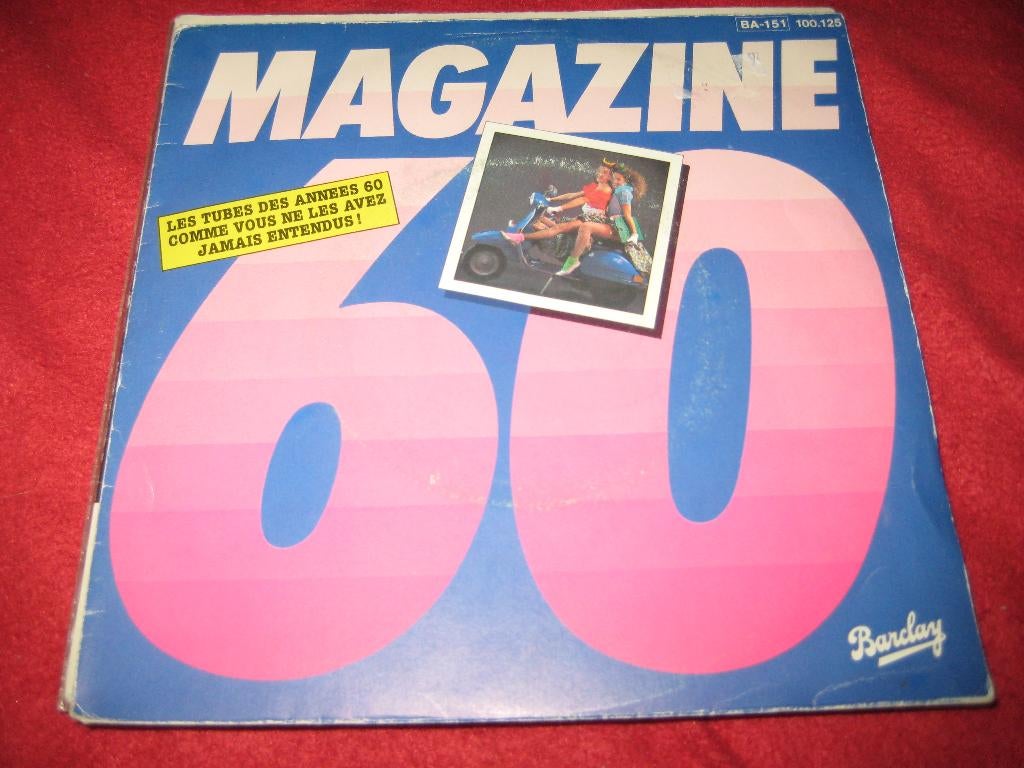 BA-151 100.125
MAGAZINE
60
LES TUBES DES ANNEES 60
COMME VOUS NE LES AVEZ
JAMAIS ENTENDUS !
Barclay